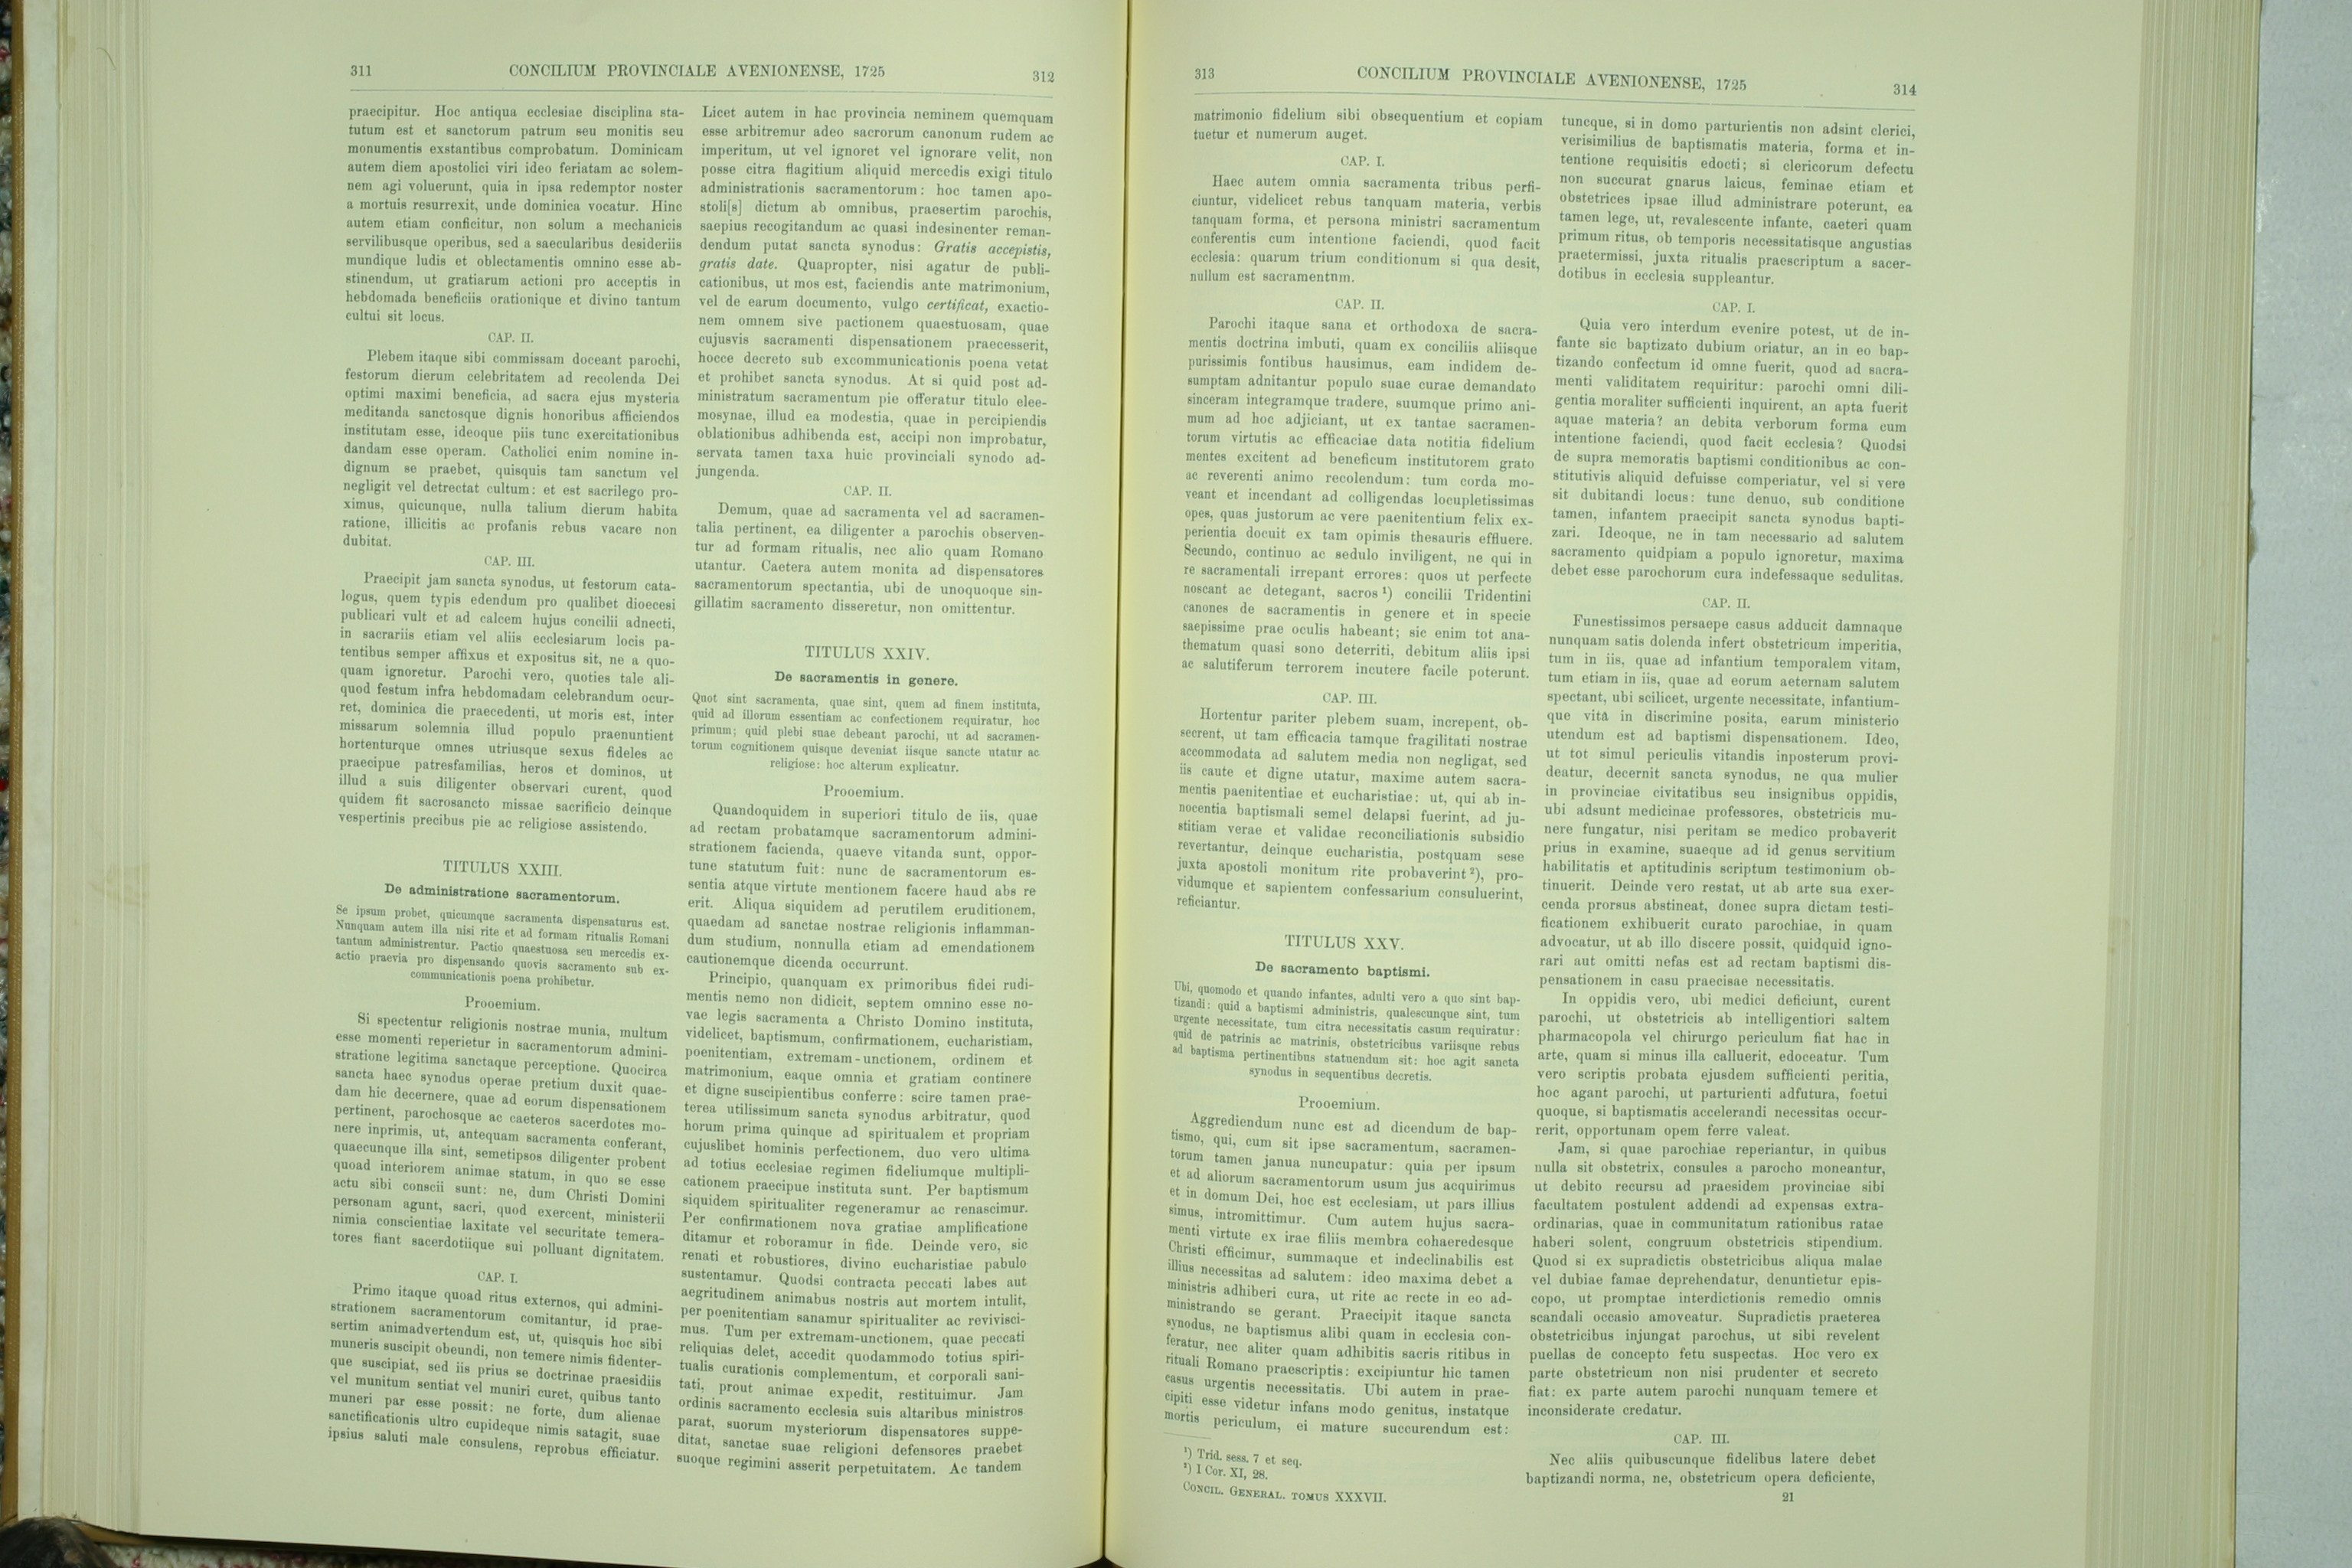 311
CONCILIUM PROVINCIALE AVENIONENSE, 1725
312
praecipitur. Hoc antiqua ecclesiae disciplina sta-
tutum est et sanctorum patrum seu monitis seu
monumentis exstantibus comprobatum. Dominicam
autem diem apostolici viri ideo feriatam ac solem-
nem agi voluerunt, quia in ipsa redemptor noster
a mortuis resurrexit, unde dominica vocatur. Hinc
autem etiam conficitur, non solum a mechanicis
servilibusque operibus, sed a saecularibus desideriis
mundique ludis et oblectamentis omnino esse ab-
stinendum, ut gratiarum actioni pro acceptis in
hebdomada beneficiis orationique et divino tantum
cultui sit locus.
CAP. II.
Plebem itaque sibi commissam doceant parochi,
festorum dierum celebritatem ad recolenda Dei
optimi maximi beneficia, ad sacra ejus mysteria
meditanda sanctosque dignis honoribus afficiendos
institutam esse, ideoque piis tunc exercitationibus
dandam esse operam. Catholici enim nomine in-
dignum se praebet, quisquis tam sanctum vel
negligit vel detrectat cultum: et est sacrilego pro-
ximus, quicunque, nulla talium dierum habita
ratione, illicitis ac profanis rebus vacare non
dubitat.
CAP. III.
Praecipit jam sancta synodus, ut festorum cata-
logus, quem typis edendum pro qualibet dioecesi
publicari vult et ad calcem hujus concilii adnecti,
in sacrariis etiam vel aliis ecclesiarum locis pa-
tentibus semper affixus et expositus sit, ne a quo-
quam ignoretur. Parochi vero, quoties tale ali-
quod festum infra hebdomadam celebrandum ocur-
ret, dominica die praecedenti, ut moris est, inter
missarum solemnia illud populo praenuntient
hortenturque omnes utriusque sexus fideles ac
praecipue patresfamilias, heros et dominos, ut
illud a suis diligenter observari curent, quod
quidem fit sacrosancto missae sacrificio deinque
vespertinis precibus pie ac religiose assistendo.
TITULUS XXIII.
De administratione sacramentorum.
Se ipsum probet, quicumque sacramenta dispensaturus est.
Nunquam autem illa nisi rite et ad formam ritualis Romani
tantum administrentur. Pactio quaestuosa seu mercedis ex-
actio praevia pro dispensando quovis sacramento sub ex-
communicationis poena prohibetur.
Prooemium.
Si spectentur religionis nostrae munia, multum
esse momenti reperietur in sacramentorum admini-
stratione legitima sanctaque perceptione. Quocirca
sancta haec synodus operae pretium duxit quae-
dam hic decernere, quae ad eorum dispensationem
pertinent, parochosque ac caeteros sacerdotes mo-
nere inprimis, ut, antequam sacramenta conferant,
quaecunque illa sint, semetipsos diligenter probent
quoad interiorem animae statum, in quo se esse
actu sibi conscii sunt: ne, dum Christi Domini
personam agunt, sacri, quod exercent, ministerii
nimia conscientiae laxitate vel securitate temera-
tores fiant sacerdotiique sui polluant dignitatem.
CAP. I.
Primo itaque quoad ritus externos, qui admini-
strationem sacramentorum comitantur, id prae-
sertim animadvertendum est, ut, quisquis hoc sibi
muneris suscipit obeundi, non temere nimis fidenter-
que suscipiat, sed iis prius se doctrinae praesidiis
vel munitum sentiat vel muniri curet, quibus tanto
muneri par esse possit: ne forte, dum alienae
sanctificationis ultro cupideque nimis satagit, suae
ipsius saluti male consulens, reprobus efficiatur.
Licet autem in hac provincia neminem quemquam
esse arbitremur adeo sacrorum canonum rudem ac
imperitum, ut vel ignoret vel ignorare velit, non
posse citra flagitium aliquid mercedis exigi titulo
administrationis sacramentorum: hoc tamen apo-
stoli[s] dictum ab omnibus, praesertim parochis,
saepius recogitandum ac quasi indesinenter reman-
dendum putat sancta synodus: Gratis accepistis,
gratis date. Quapropter, nisi agatur de publi-
cationibus, ut mos est, faciendis ante matrimonium,
vel de earum documento, vulgo certificat, exactio-
nem omnem sive pactionem quaestuosam, quae
cujusvis sacramenti dispensationem praecesserit,
hocce decreto sub excommunicationis poena vetat
et prohibet sancta synodus. At si quid post ad-
ministratum sacramentum pie offeratur titulo elee-
mosynae, illud ea modestia, quae in percipiendis
oblationibus adhibenda est, accipi non improbatur,
servata tamen taxa huic provinciali synodo ad-
jungenda.
CAP. II.
Demum, quae ad sacramenta vel ad sacramen-
talia pertinent, ea diligenter a parochis observen-
tur ad formam ritualis, nec alio quam Romano
utantur. Caetera autem monita ad dispensatores
sacramentorum spectantia, ubi de unoquoque sin-
gillatim sacramento disseretur, non omittentur.
TITULUS XXIV.
De sacramentis in genere.
Quot sint sacramenta, quae sint, quem ad finem instituta,
quid ad illorum essentiam ac confectionem requiratur, hoc
primum; quid plebi suae debeant parochi, ut ad sacramen-
torum cognitionem quisque deveniat iisque sancte utatur ac
religiose: hoc alterum explicatur.
Prooemium.
Quandoquidem in superiori titulo de iis, quae
ad rectam probatamque sacramentorum admini-
strationem facienda, quaeve vitanda sunt, oppor-
tune statutum fuit: nunc de sacramentorum es-
sentia atque virtute mentionem facere haud abs re
erit. Aliqua siquidem ad perutilem eruditionem,
quaedam ad sanctae nostrae religionis inflamman-
dum studium, nonnulla etiam ad emendationem
cautionemque dicenda occurrunt.
Principio, quanquam ex primoribus fidei rudi-
mentis nemo non didicit, septem omnino esse no-
vae legis sacramenta a Christo Domino instituta,
videlicet, baptismum, confirmationem, eucharistiam,
poenitentiam, extremam-unctionem, ordinem et
matrimonium, eaque omnia et gratiam continere
et digne suscipientibus conferre: scire tamen prae-
terea utilissimum sancta synodus arbitratur, quod
horum prima quinque ad spiritualem et propriam
cujuslibet hominis perfectionem, duo vero ultima
ad totius ecclesiae regimen fideliumque multipli-
cationem praecipue instituta sunt. Per baptismum
siquidem spiritualiter regeneramur ac renascimur.
Per confirmationem nova gratiae amplificatione
ditamur et roboramur in fide. Deinde vero, sic
renati et robustiores, divino eucharistiae pabulo
sustentamur. Quodsi contracta peccati labes aut
aegritudinem animabus nostris aut mortem intulit,
per poenitentiam sanamur spiritualiter ac revivisci-
mus. Tum per extremam-unctionem, quae peccati
reliquias delet, accedit quodammodo totius spiri-
tualis curationis complementum, et corporali sani-
tati, prout animae expedit, restituimur. Jam
ordinis sacramento ecclesia suis altaribus ministros
parat, suorum mysteriorum dispensatores suppe-
ditat, sanctae suae religioni defensores praebet
suoque regimini asserit perpetuitatem. Ac tandem
313
CONCILIUM PROVINCIALE AVENIONENSE, 1725
314
matrimonio fidelium sibi obsequentium et copiam
tuetur et numerum auget.
CAP. I.
Haec autem omnia sacramenta tribus perfi-
ciuntur, videlicet rebus tanquam materia, verbis
tanquam forma, et persona ministri sacramentum
conferentis cum intentione faciendi, quod facit
ecclesia: quarum trium conditionum si qua desit,
nullum est sacramentnm.
CAP. II.
Parochi itaque sana et orthodoxa de sacra-
mentis doctrina imbuti, quam ex conciliis aliisque
purissimis fontibus hausimus, eam indidem de-
sumptam adnitantur populo suae curae demandato
sinceram integramque tradere, suumque primo ani-
mum ad hoc adjiciant, ut ex tantae sacramen-
torum virtutis ac efficaciae data notitia fidelium
mentes excitent ad beneficum institutorem grato
ac reverenti animo recolendum: tum corda mo-
veant et incendant ad colligendas locupletissimas
opes, quas justorum ac vere paenitentium felix ex-
perientia docuit ex tam opimis thesauris effluere.
Secundo, continuo ac sedulo inviligent, ne qui in
re sacramentali irrepant errores: quos ut perfecte
noscant ac detegant, sacros ¹) concilii Tridentini
canones de sacramentis in genere et in specie
saepissime prae oculis habeant; sic enim tot ana-
thematum quasi sono deterriti, debitum aliis ipsi
ac salutiferum terrorem incutere facile poterunt.
CAP. III.
Hortentur pariter plebem suam, increpent, ob-
secrent, ut tam efficacia tamque fragilitati nostrae
accommodata ad salutem media non negligat, sed
iis caute et digne utatur, maxime autem sacra-
mentis paenitentiae et eucharistiae: ut, qui ab in-
nocentia baptismali semel delapsi fuerint, ad ju-
stitiam verae et validae reconciliationis subsidio
revertantur, deinque eucharistia, postquam sese
juxta apostoli monitum rite probaverint ²), pro-
vidumque et sapientem confessarium consuluerint,
reficiantur.
TITULUS XXV.
De sacramento baptismi.
Ubi, quomodo et quando infantes, adulti vero a quo sint bap-
tizandi: quid a baptismi administris, qualescunque sint, tum
urgente necessitate, tum citra necessitatis casum requiratur:
quid de patrinis ac matrinis, obstetricibus variisque rebus
ad baptisma pertinentibus statuendum sit: hoc agit sancta
synodus in sequentibus decretis.
Prooemium.
Aggrediendum nunc est ad dicendum de bap-
tismo, qui, cum sit ipse sacramentum, sacramen-
torum tamen janua nuncupatur: quia per ipsum
et ad aliorum sacramentorum usum jus acquirimus
et in domum Dei, hoc est ecclesiam, ut pars illius
simus, intromittimur. Cum autem hujus sacra-
menti virtute ex irae filiis membra cohaeredesque
Christi efficimur, summaque et indeclinabilis est
illius necessitas ad salutem: ideo maxima debet a
ministris adhiberi cura, ut rite ac recte in eo ad-
ministrando se gerant. Praecipit itaque sancta
synodus, ne baptismus alibi quam in ecclesia con-
feratur, nec aliter quam adhibitis sacris ritibus in
rituali Romano praescriptis: excipiuntur hic tamen
casus urgentis necessitatis. Ubi autem in prae-
cipiti esse videtur infans modo genitus, instatque
mortis periculum, ei mature succurendum est:
¹) Trid. sess. 7 et seq.
²) I Cor. XI, 28.
CONCIL. GENERAL. TOMUS XXXVII.
tuncque, si in domo parturientis non adsint clerici,
verisimilius de baptismatis materia, forma et in-
tentione requisitis edocti; si clericorum defectu
non succurat gnarus laicus, feminae etiam et
obstetrices ipsae illud administrare poterunt, ea
tamen lege, ut, revalescente infante, caeteri quam
primum ritus, ob temporis necessitatisque angustias
praetermissi, juxta ritualis praescriptum a sacer-
dotibus in ecclesia suppleantur.
CAP. I.
Quia vero interdum evenire potest, ut de in-
fante sic baptizato dubium oriatur, an in eo bap-
tizando confectum id omne fuerit, quod ad sacra-
menti validitatem requiritur: parochi omni dili-
gentia moraliter sufficienti inquirent, an apta fuerit
aquae materia? an debita verborum forma cum
intentione faciendi, quod facit ecclesia? Quodsi
de supra memoratis baptismi conditionibus ac con-
stitutivis aliquid defuisse comperiatur, vel si vere
sit dubitandi locus: tunc denuo, sub conditione
tamen, infantem praecipit sancta synodus bapti-
zari. Ideoque, ne in tam necessario ad salutem
sacramento quidpiam a populo ignoretur, maxima
debet esse parochorum cura indefessaque sedulitas.
CAP. II.
Funestissimos persaepe casus adducit damnaque
nunquam satis dolenda infert obstetricum imperitia,
tum in iis, quae ad infantium temporalem vitam,
tum etiam in iis, quae ad eorum aeternam salutem
spectant, ubi scilicet, urgente necessitate, infantium-
que vita in discrimine posita, earum ministerio
utendum est ad baptismi dispensationem. Ideo,
ut tot simul periculis vitandis inposterum provi-
deatur, decernit sancta synodus, ne qua mulier
in provinciae civitatibus seu insignibus oppidis,
ubi adsunt medicinae professores, obstetricis mu-
nere fungatur, nisi peritam se medico probaverit
prius in examine, suaeque ad id genus servitium
habilitatis et aptitudinis scriptum testimonium ob-
tinuerit. Deinde vero restat, ut ab arte sua exer-
cenda prorsus abstineat, donec supra dictam testi-
ficationem exhibuerit curato parochiae, in quam
advocatur, ut ab illo discere possit, quidquid igno-
rari aut omitti nefas est ad rectam baptismi dis-
pensationem in casu praecisae necessitatis.
In oppidis vero, ubi medici deficiunt, curent
parochi, ut obstetricis ab intelligentiori saltem
pharmacopola vel chirurgo periculum fiat hac in
arte, quam si minus illa calluerit, edoceatur. Tum
vero scriptis probata ejusdem sufficienti peritia,
hoc agant parochi, ut parturienti adfutura, foetui
quoque, si baptismatis accelerandi necessitas occur-
rerit, opportunam opem ferre valeat.
Jam, si quae parochiae reperiantur, in quibus
nulla sit obstetrix, consules a parocho moneantur,
ut debito recursu ad praesidem provinciae sibi
facultatem postulent addendi ad expensas extra-
ordinarias, quae in communitatum rationibus ratae
haberi solent, congruum obstetricis stipendium.
Quod si ex supradictis obstetricibus aliqua malae
vel dubiae famae deprehendatur, denuntietur epis-
copo, ut promptae interdictionis remedio omnis
scandali occasio amoveatur. Supradictis praeterea
obstetricibus injungat parochus, ut sibi revelent
puellas de concepto fetu suspectas. Hoc vero ex
parte obstetricum non nisi prudenter et secreto
fiat: ex parte autem parochi nunquam temere et
inconsiderate credatur.
CAP. III.
Nec aliis quibuscunque fidelibus latere debet
baptizandi norma, ne, obstetricum opera deficiente,
21